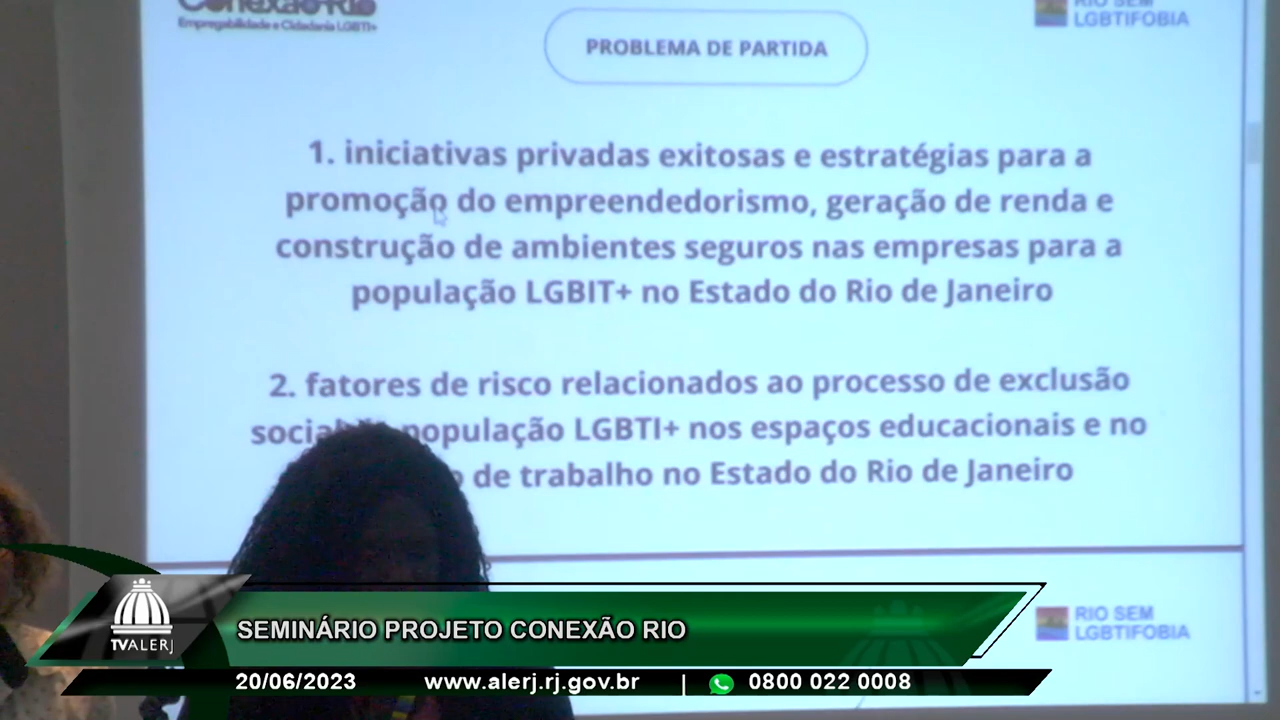 Conexão Rio
Empregabilidade e Cidadania LGBTI+
RIO SEM
LGBTIFOBIA
PROBLEMA DE PARTIDA
1. iniciativas privadas exitosas e estratégias para a
promoção do empreendedorismo, geração de renda e
construção de ambientes seguros nas empresas para a
população LGBIT+ no Estado do Rio de Janeiro
2. fatores de risco relacionados ao processo de exclusão
social população LGBTI+ nos espaços educacionais e no
de trabalho no Estado do Rio de Janeiro
RIO SEM
LGBTIFOBIA
TVALERJ
SEMINÁRIO PROJETO CONEXÃO RIO
20/06/2023 www.alerj.rj.gov.br | 0800 022 0008